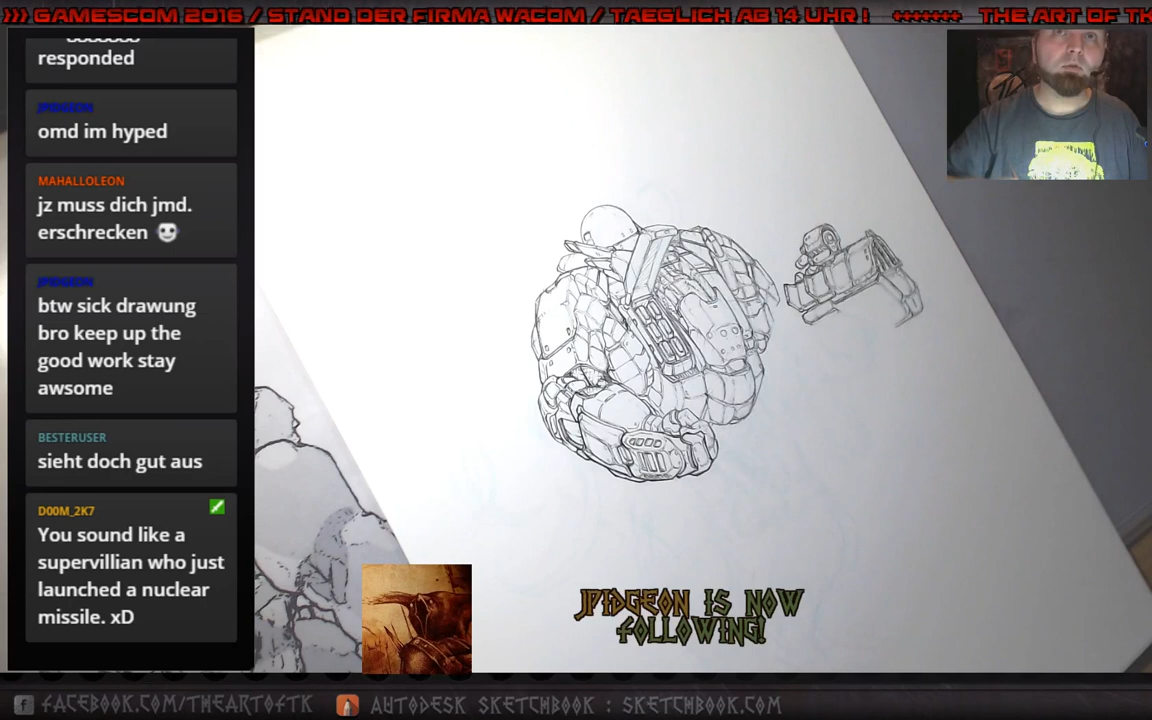 ))) GAMESCOM 2016 / STAND DER FIRMA WACOM / TAEGLICH AB 14 UHR ! +++++++ THE ART OF TK
responded
JPIDGEON
omd im hyped
MAHALLOLEON
jz muss dich jmd.
erschrecken
JPIDGEON
btw sick drawung
bro keep up the
good work stay
awsome
BESTERUSER
sieht doch gut aus
D00M_2K7
You sound like a
supervillian who just
launched a nuclear
missile. xD
JPIDGEON IS NOW
FOLLOWING!
FACEBOOK.COM/THEARTOFTK
AUTODESK SKETCHBOOK : SKETCHBOOK.COM